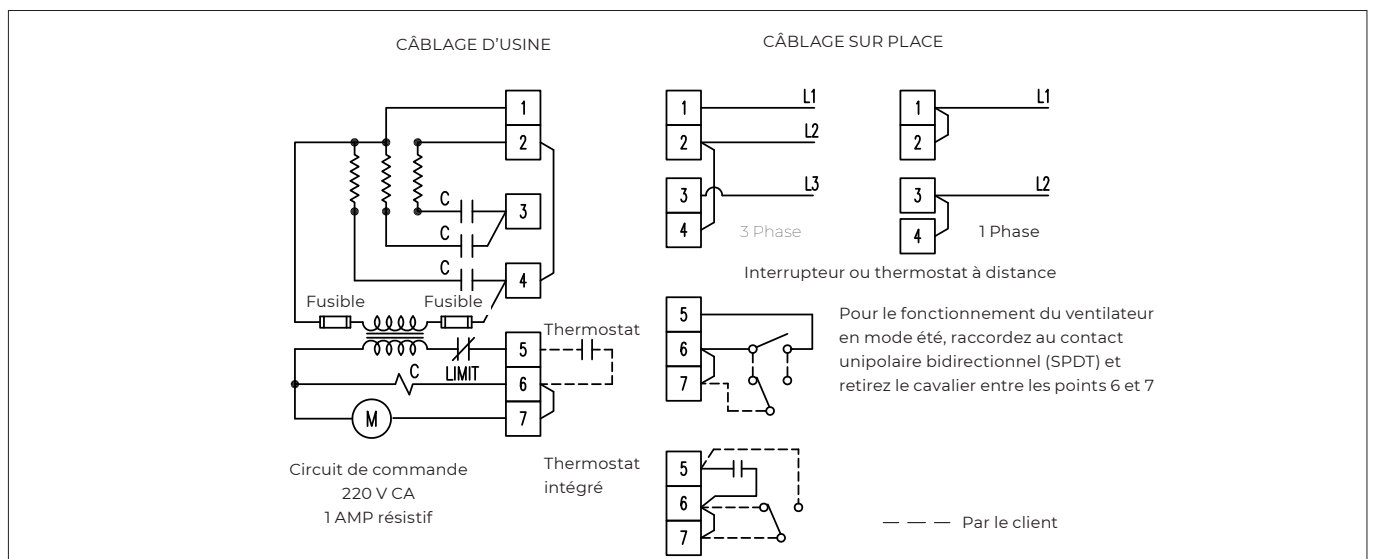 CÂBLAGE D'USINE
1
2
C
3
C
C
4
Fusible
Fusible
Thermostat
5
LIMIT
C
6
M
7
Circuit de commande
220 V CA
1 AMP résistif
CÂBLAGE SUR PLACE
1
L1
2
L2
3
L3
4
3 Phase
1
L1
2
3
L2
4
1 Phase
Interrupteur ou thermostat à distance
5
6
7
Pour le fonctionnement du ventilateur
en mode été, raccordez au contact
unipolaire bidirectionnel (SPDT) et
retirez le cavalier entre les points 6 et 7
Thermostat
intégré
5
6
7
Par le client